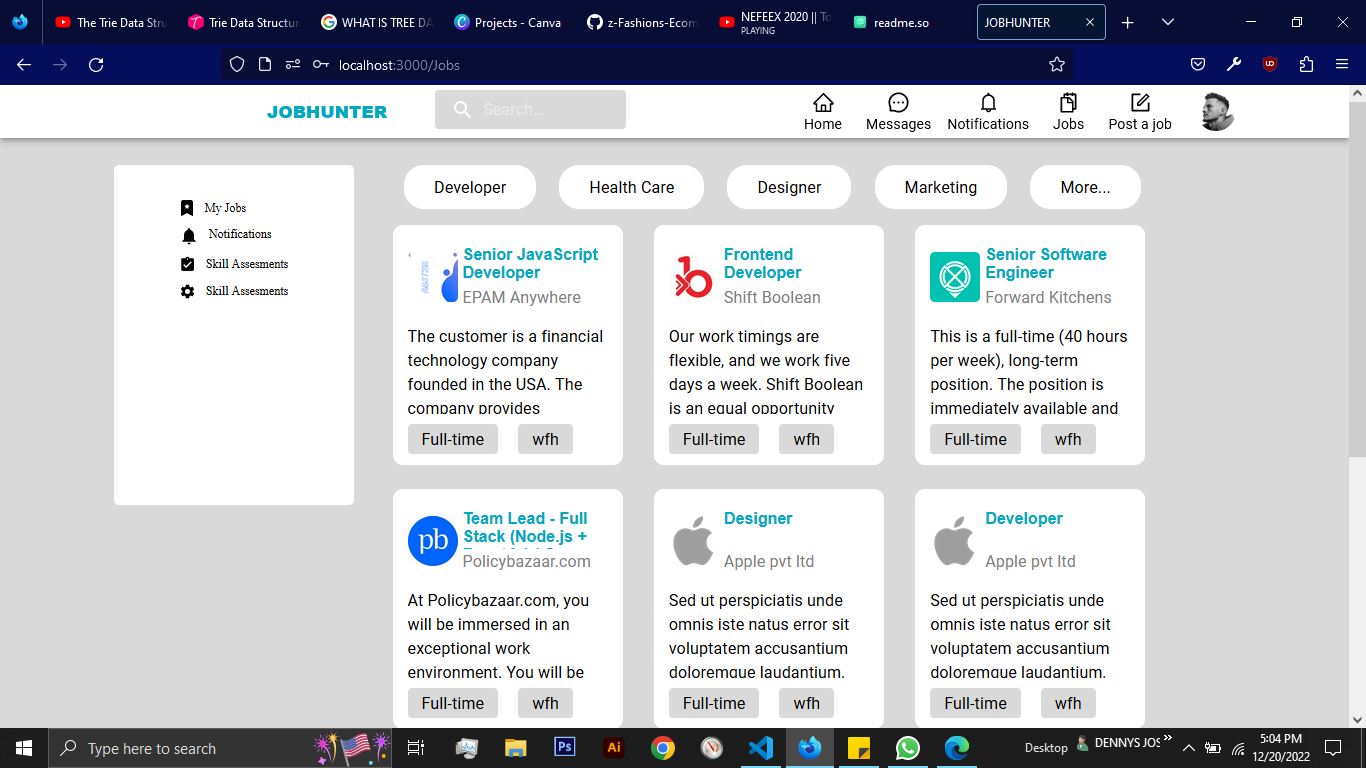 The Trie Data Stru
Trie Data Structur
WHAT IS TREE DA
Projects - Canva
z-Fashions-Ecom
NEFEEX 2020 || To
PLAYING
readme.so
JOBHUNTER
localhost:3000/Jobs
JOBHUNTER
Search...
Home
Messages
Notifications
Jobs
Post a job
My Jobs
Notifications
Skill Assesments
Skill Assesments
Developer
Health Care
Designer
Marketing
More...
Senior JavaScript
Developer
EPAM Anywhere
The customer is a financial
technology company
founded in the USA. The
company provides
Full-time
wfh
Frontend
Developer
Shift Boolean
Our work timings are
flexible, and we work five
days a week. Shift Boolean
is an equal opportunity
Full-time
wfh
Senior Software
Engineer
Forward Kitchens
This is a full-time (40 hours
per week), long-term
position. The position is
immediately available and
Full-time
wfh
pb
Team Lead - Full
Stack (Node.js +
Policybazaar.com
At Policybazaar.com, you
will be immersed in an
exceptional work
environment. You will be
Full-time
wfh
Designer
Apple pvt ltd
Sed ut perspiciatis unde
omnis iste natus error sit
voluptatem accusantium
doloremque laudantium,
Full-time
wfh
Developer
Apple pvt ltd
Sed ut perspiciatis unde
omnis iste natus error sit
voluptatem accusantium
doloremque laudantium,
Full-time
wfh
Type here to search
Ps
Ai
Desktop
DENNYS JOS
5:04 PM
12/20/2022